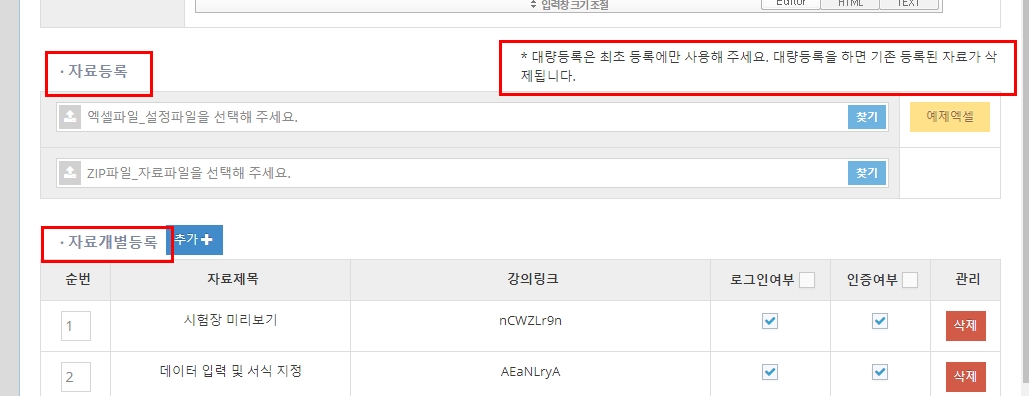 입력창 크기 조절
Editor HTML TEXT
· 자료등록
* 대량등록은 최초 등록에만 사용해 주세요. 대량등록을 하면 기존 등록된 자료가 삭
제됩니다.
엑셀파일_설정파일을 선택해 주세요. 찾기 예제엑셀
ZIP파일_자료파일을 선택해 주세요. 찾기
· 자료개별등록 추가
순번 자료제목 강의링크 로그인여부 인증여부 관리
1 시험장 미리보기 nCWZLr9n 삭제
2 데이터 입력 및 서식 지정 AEaNLryA 삭제